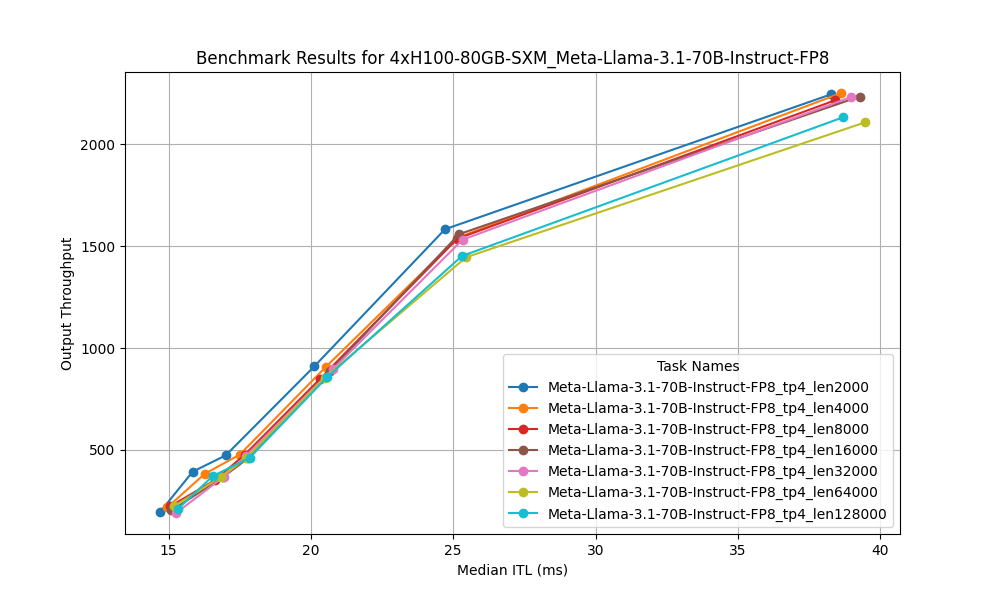 Benchmark Results for 4xH100-80GB-SXM_Meta-Llama-3.1-70B-Instruct-FP8
Output Throughput
2000
1500
1000
500
Task Names
Meta-Llama-3.1-70B-Instruct-FP8_tp4_len2000
Meta-Llama-3.1-70B-Instruct-FP8_tp4_len4000
Meta-Llama-3.1-70B-Instruct-FP8_tp4_len8000
Meta-Llama-3.1-70B-Instruct-FP8_tp4_len16000
Meta-Llama-3.1-70B-Instruct-FP8_tp4_len32000
Meta-Llama-3.1-70B-Instruct-FP8_tp4_len64000
Meta-Llama-3.1-70B-Instruct-FP8_tp4_len128000
15 20 25 30 35 40
Median ITL (ms)